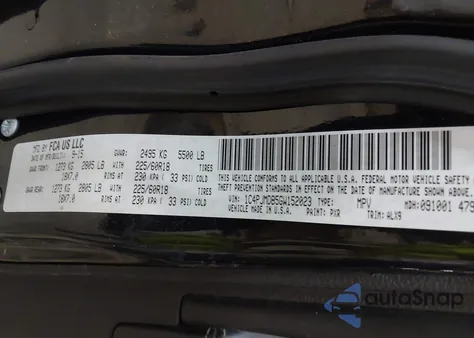 MFD BY FCA US LLC
DATE OF MFR 9-15 GVWR: 2495 KG 5500 LB
GAWR FRONT: 1273 KG 2805 LB WITH 225/60R18 TIRES
18X7.0 RIMS AT 230 KPA ( 33 PSI) COLD
GAWR REAR: 1273 KG 2805 LB WITH 225/60R18 TIRES
18X7.0 RIMS AT 230 KPA ( 33 PSI) COLD
THIS VEHICLE CONFORMS TO ALL APPLICABLE U.S.A. FEDERAL MOTOR VEHICLE
THEFT PREVENTION STANDARDS IN EFFECT ON THE DATE OF MANUFACTURE SHOWN ABOVE
VIN: 1C4PJMDB5GW152023 TYPE: MPV MDH: 091001 479
VEHICLE MADE IN U.S.A. PAINT: PXR TRIM: ALX9
autoSnap